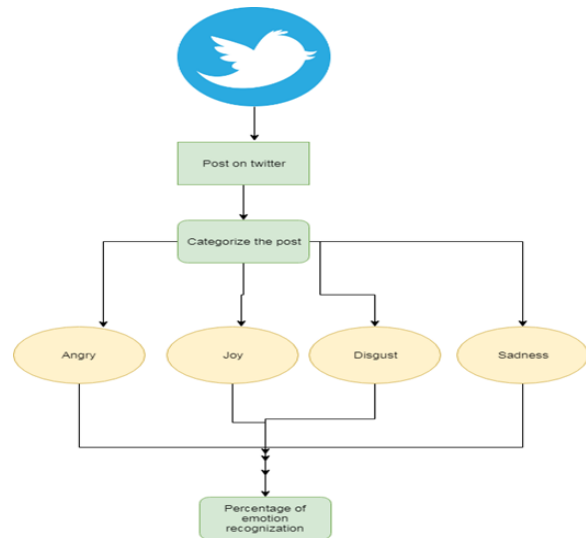 Post on twitter
Categorize the post
Angry
Joy
Disgust
Sadness
Percentage of
emotion
recognization